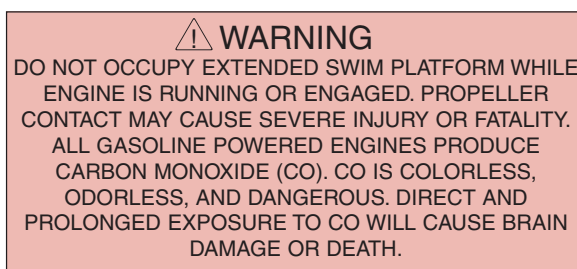 WARNING
DO NOT OCCUPY EXTENDED SWIM PLATFORM WHILE
ENGINE IS RUNNING OR ENGAGED. PROPELLER
CONTACT MAY CAUSE SEVERE INJURY OR FATALITY.
ALL GASOLINE POWERED ENGINES PRODUCE
CARBON MONOXIDE (CO). CO IS COLORLESS,
ODORLESS, AND DANGEROUS. DIRECT AND
PROLONGED EXPOSURE TO CO WILL CAUSE BRAIN
DAMAGE OR DEATH.